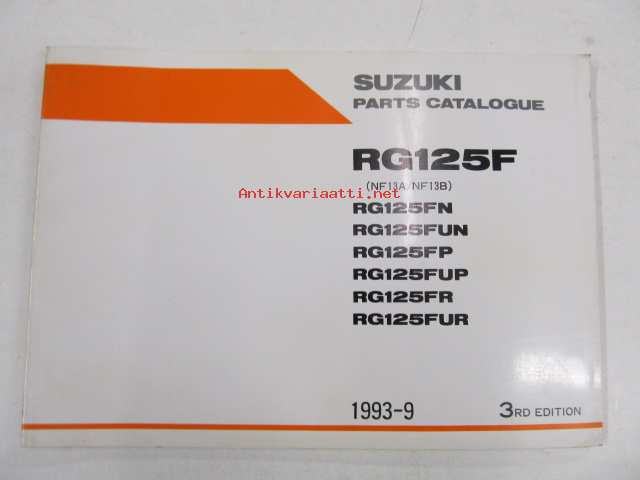 SUZUKI
PARTS CATALOGUE
RG125F
(NF13A/NF13B)
Antikvariaatti.net
RG125FN
RG125FUN
RG125FP
RG125FUP
RG125FR
RG125FUR
1993-9 3RD EDITION